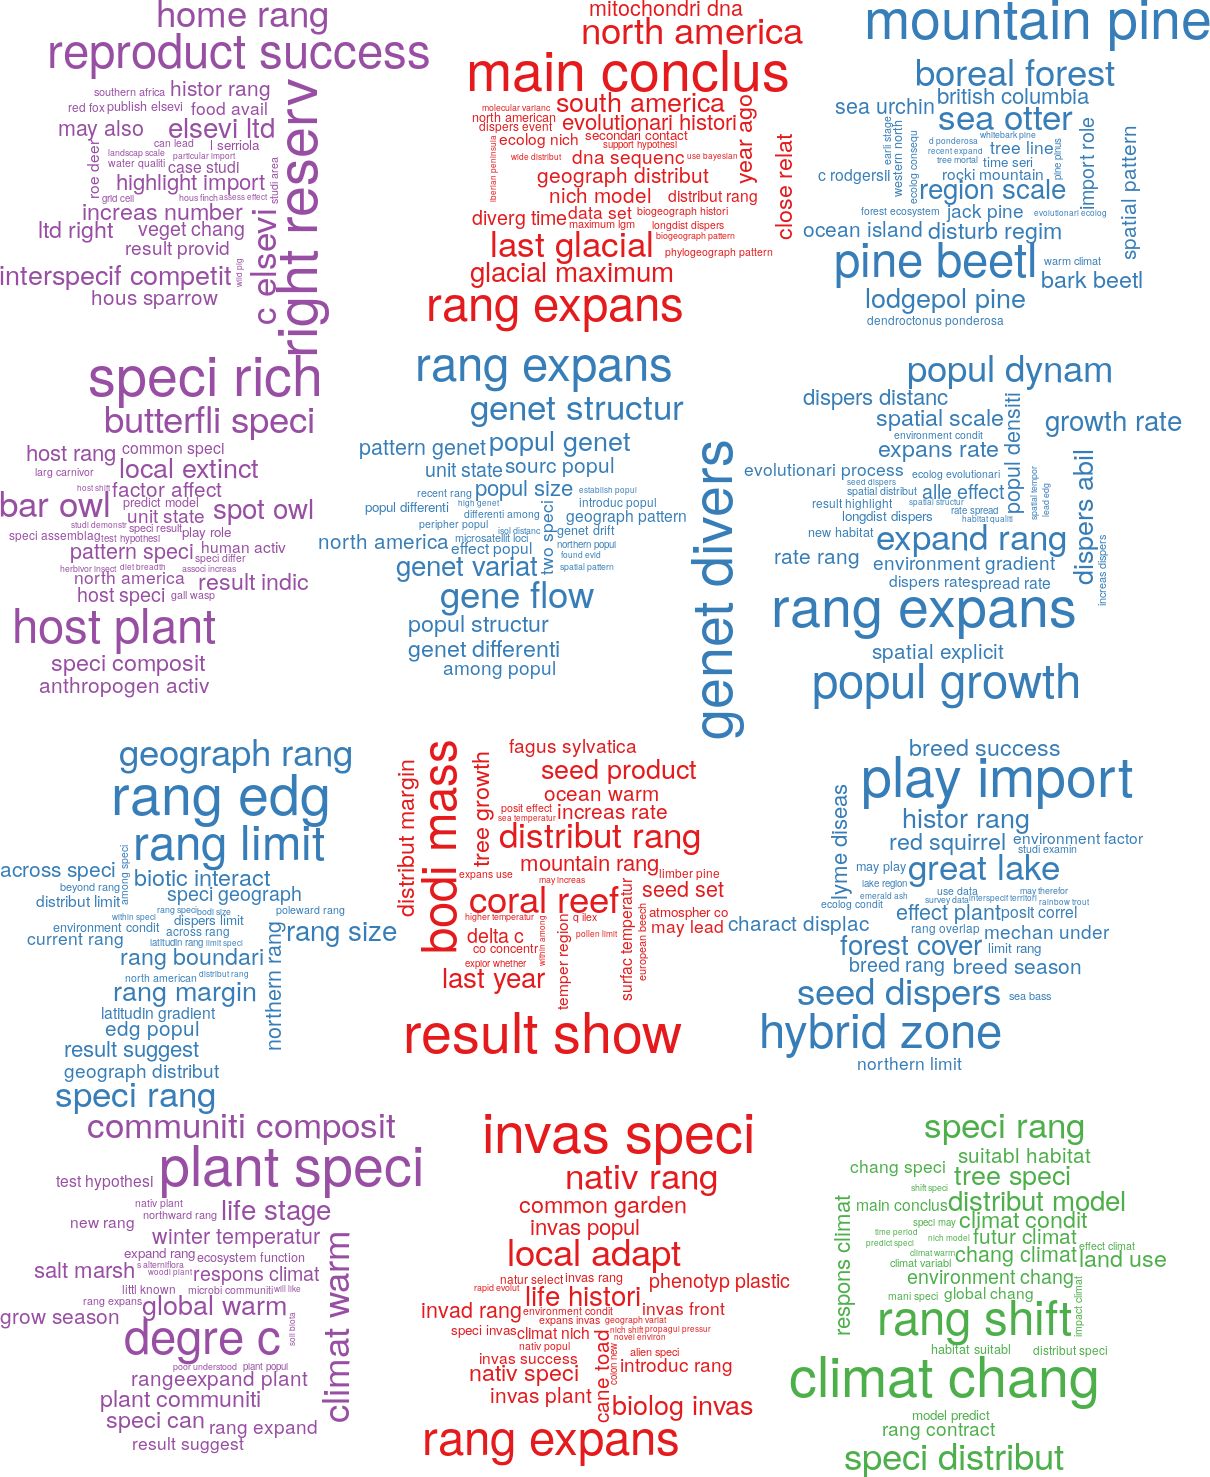 home rang
reproduct success
southern africa
histor rang
red fox
publish elsevi
food avail
may also
elsevi ltd
can lead
l serriola
landscap scale
particular import
water qualiti
case studi
roe deer
highlight import
studi area
grid cell
hous finch
assess effect
increas number
ltd right
veget chang
result provid
interspecif competit
wild pig
hous sparrow
c elsevi
right reserv
mitochondri dna
north america
main conclus
molecular varianc
south america
north american
dispers event
evolutionari histori
year ago
ecolog nich
secondari contact
support hypothesi
wide distribut
dna sequenc
use bayesian
iberian peninsula
geograph distribut
nich model
distribut rang
close relat
diverg time
data set
biogeograph histori
maximum lgm
longdist dispers
last glacial
biogeograph pattern
phylogeograph pattern
glacial maximum
rang expans
mountain pine
boreal forest
sea urchin
british columbia
sea otter
earli stage
western north
ecolog consequ
d ponderosa
whitebark pine
recent expand
tree line
tree mortal
time seri
pine pinus
import role
spatial pattern
c rodgersii
rocki mountain
region scale
forest ecosystem
jack pine
evolutionari ecolog
ocean island
disturb regim
pine beetl
warm climat
bark beetl
lodgepol pine
dendroctonus ponderosa
speci rich
butterfli speci
host rang
common speci
larg carnivor
local extinct
host shift
factor affect
bar owl
predict model
spot owl
unit state
studi demonstr
speci result
play role
speci assemblag
test hypothesi
pattern speci
human activ
speci differ
herbivor insect
diet breadth
associ increas
north america
result indic
host speci
gall wasp
host plant
speci composit
anthropogen activ
rang expans
genet structur
pattern genet
popul genet
unit state
sourc popul
recent rang
popul size
establish popul
popul differenti
high genet
introduc popul
differenti among
geograph pattern
peripher popul
isol distanc
genet drift
two speci
north america
microsatellit loci
effect popul
northern popul
found evid
spatial pattern
genet variat
gene flow
popul structur
genet differenti
among popul
genet divers
popul dynam
dispers distanc
spatial scale
popul densiti
growth rate
environment condit
expans rate
evolutionari process
ecolog evolutionari
seed dispers
spatial distribut
alle effect
spatial tempor
lead edg
dispers abil
result highlight
spatial structur
rate spread
longdist dispers
habitat qualiti
new habitat
expand rang
rate rang
environment gradient
increas dispers
dispers rate
spread rate
rang expans
spatial explicit
popul growth
geograph rang
rang edg
rang limit
across speci
among speci
biotic interact
beyond rang
speci geograph
distribut limit
rang speci
bodi size
poleward rang
within speci
dispers limit
environment condit
across rang
rang size
current rang
latitudin rang
limit speci
rang boundari
north american
distribut rang
northern rang
rang margin
latitudin gradient
edg popul
result suggest
geograph distribut
speci rang
fagus sylvatica
bodi mass
tree growth
distribut margin
seed product
ocean warm
posit effect
increas rate
sea temperatur
distribut rang
mountain rang
expans use
may increas
limber pine
seed set
coral reef
higher temperatur
q ilex
atmospher co
within among
temper region
pollen limit
surfac temperatur
european beech
may lead
delta c
co concentr
explor whether
last year
result show
breed success
play import
lyme diseas
histor rang
red squirrel
environment factor
studi examin
may play
great lake
lake region
use data
may therefor
emerald ash
survey data
interspecif territori
rainbow trout
ecolog condit
effect plant
posit correl
charact displac
rang overlap
mechan under
forest cover
limit rang
breed rang
breed season
seed dispers
sea bass
hybrid zone
northern limit
communiti composit
plant speci
test hypothesi
nativ plant
life stage
new rang
northward rang
winter temperatur
expand rang
ecosystem function
salt marsh
s alterniflora
woodi plant
respons climat
littl known
microbi communiti
will like
rang expans
global warm
grow season
degre c
soil biota
climat warm
poor understood
plant popul
rangeexpand plant
plant communiti
speci can
rang expand
result suggest
invas speci
nativ rang
common garden
invas popul
local adapt
natur select
invas rang
phenotyp plastic
rapid evolut
life histori
invad rang
environment condit
invas front
expans invas
geograph variat
speci invas
climat nich
nich shift
propagul pressur
novel environ
nativ popul
cane toad
colon new
alien speci
invas success
introduc rang
nativ speci
invas plant
biolog invas
rang expans
speci rang
suitabl habitat
chang speci
tree speci
shift speci
main conclus
distribut model
respons climat
speci may
climat condit
time period
nich model
futur climat
predict speci
effect climat
climat warm
chang climat
land use
climat variabl
environment chang
mani speci
global chang
impact climat
rang shift
habitat suitabl
distribut speci
climat chang
model predict
rang contract
speci distribut